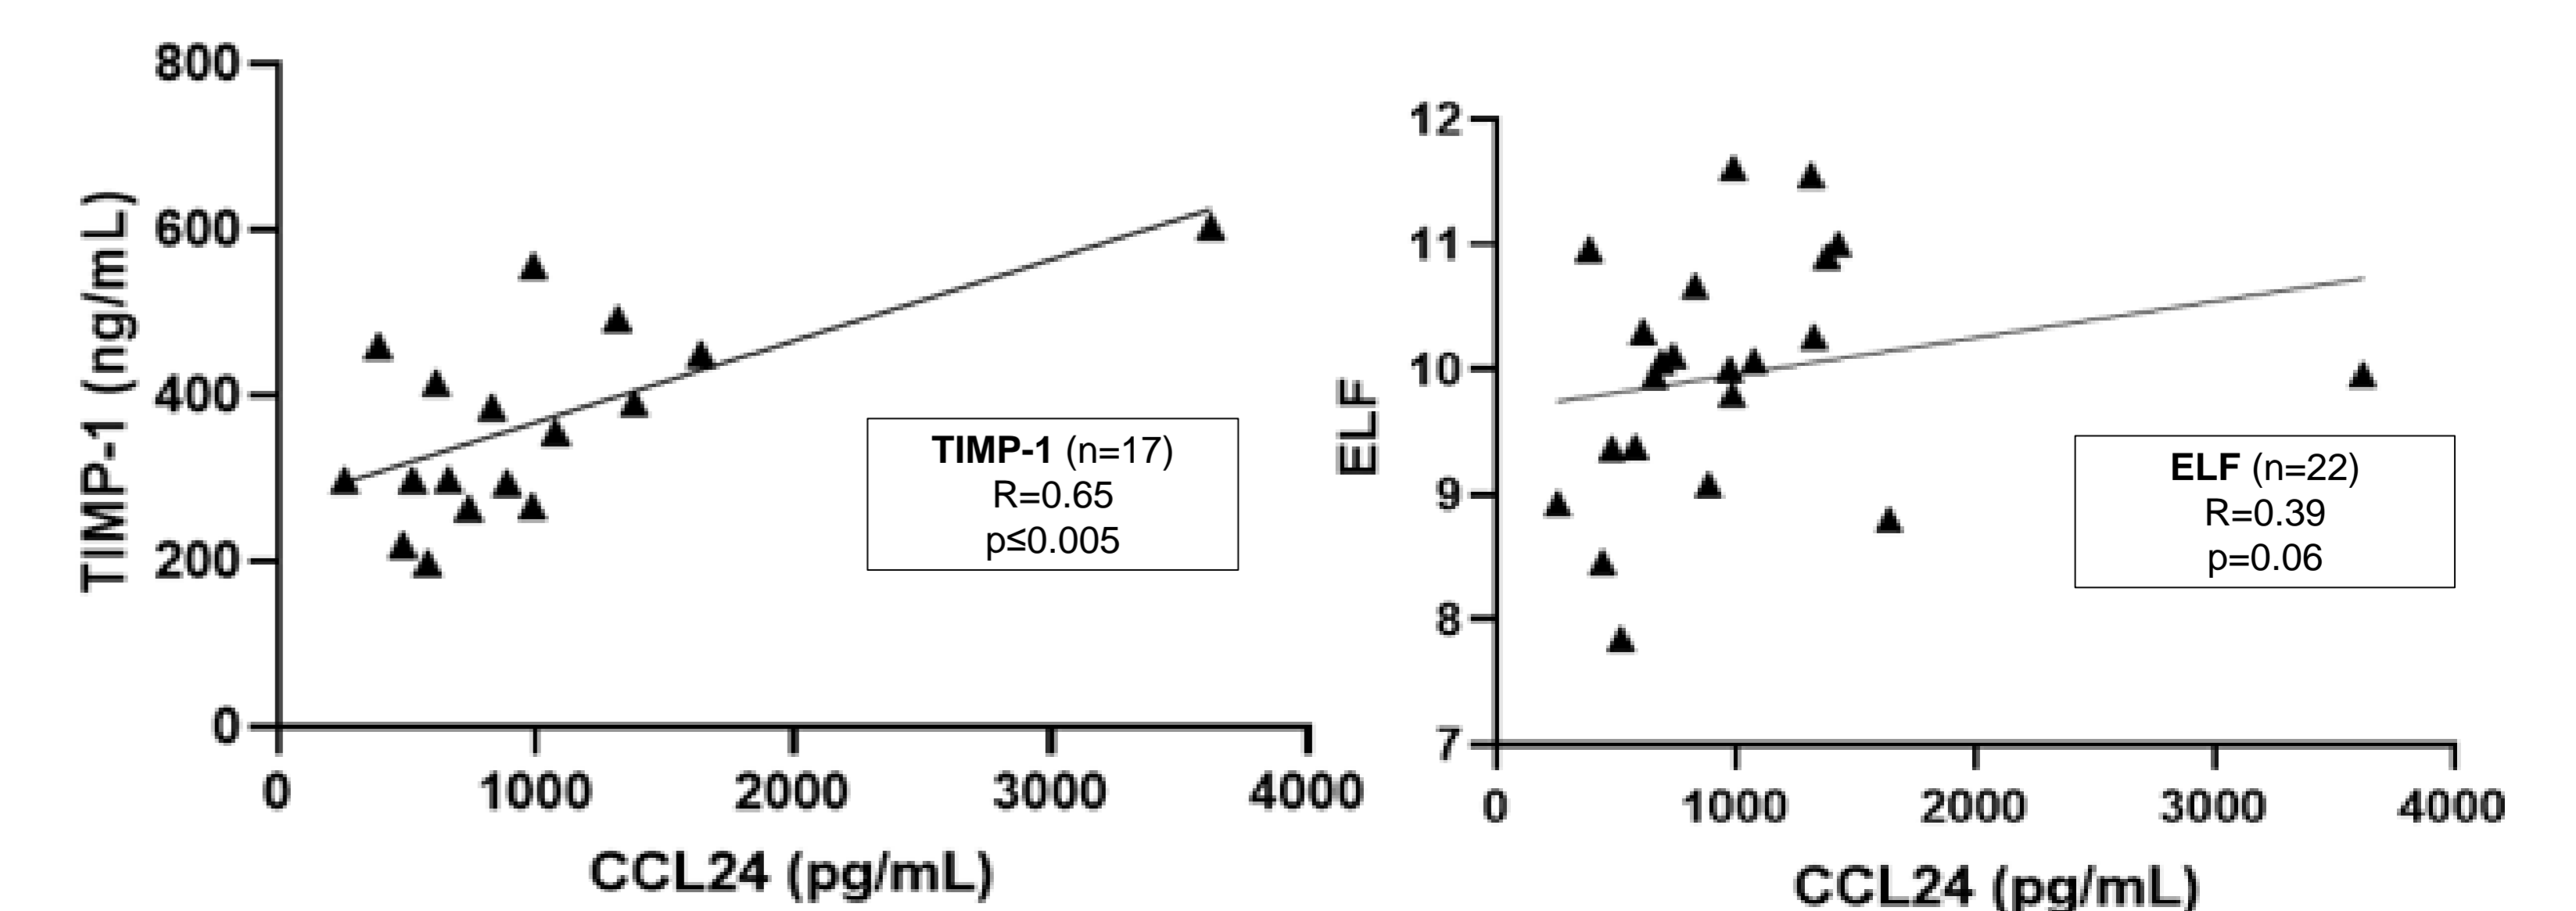 800
600
400
200
0
TIMP-1 (ng/mL)
0 1000 2000 3000 4000
CCL24 (pg/mL)
TIMP-1 (n=17)
R=0.65
p≤0.005
12
11
10
9
8
7
ELF
0 1000 2000 3000 4000
CCL24 (pg/mL)
ELF (n=22)
R=0.39
p=0.06